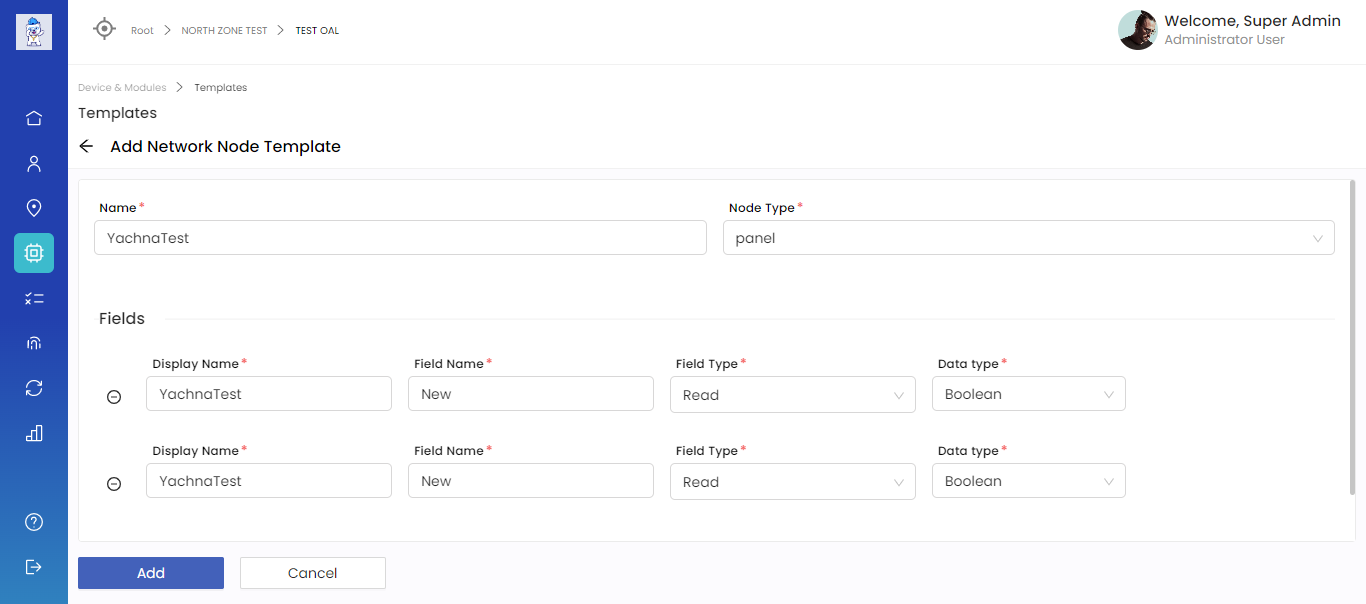 Root > NORTH ZONE TEST > TEST OAL
Welcome, Super Admin
Administrator User
Device & Modules > Templates
Templates
Add Network Node Template
Name* Node Type*
YachnaTest panel
Fields
Display Name* Field Name* Field Type* Data type*
YachnaTest New Read Boolean
Display Name* Field Name* Field Type* Data type*
YachnaTest New Read Boolean
Add Cancel